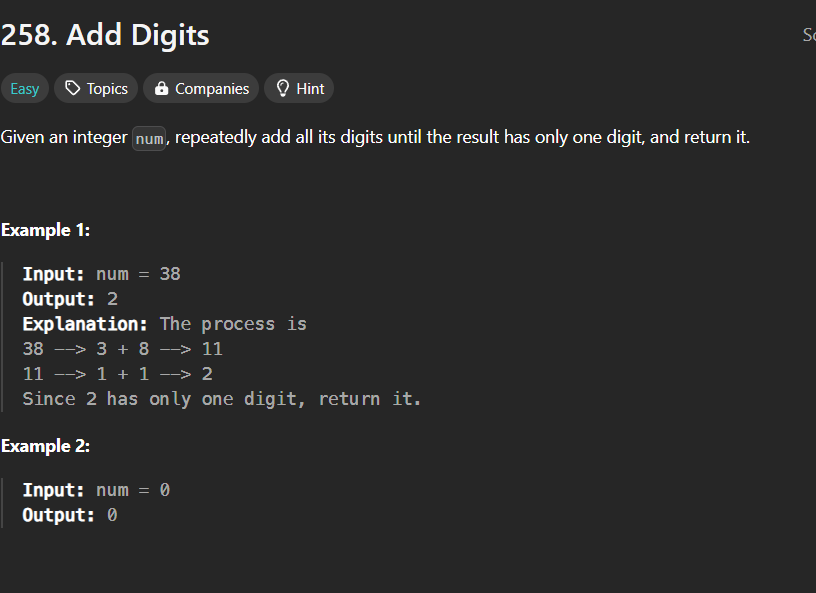 258. Add Digits
Easy Topics Companies Hint
Given an integer num, repeatedly add all its digits until the result has only one digit, and return it.
Example 1:
Input: num = 38
Output: 2
Explanation: The process is
38 --> 3 + 8 --> 11
11 --> 1 + 1 --> 2
Since 2 has only one digit, return it.
Example 2:
Input: num = 0
Output: 0